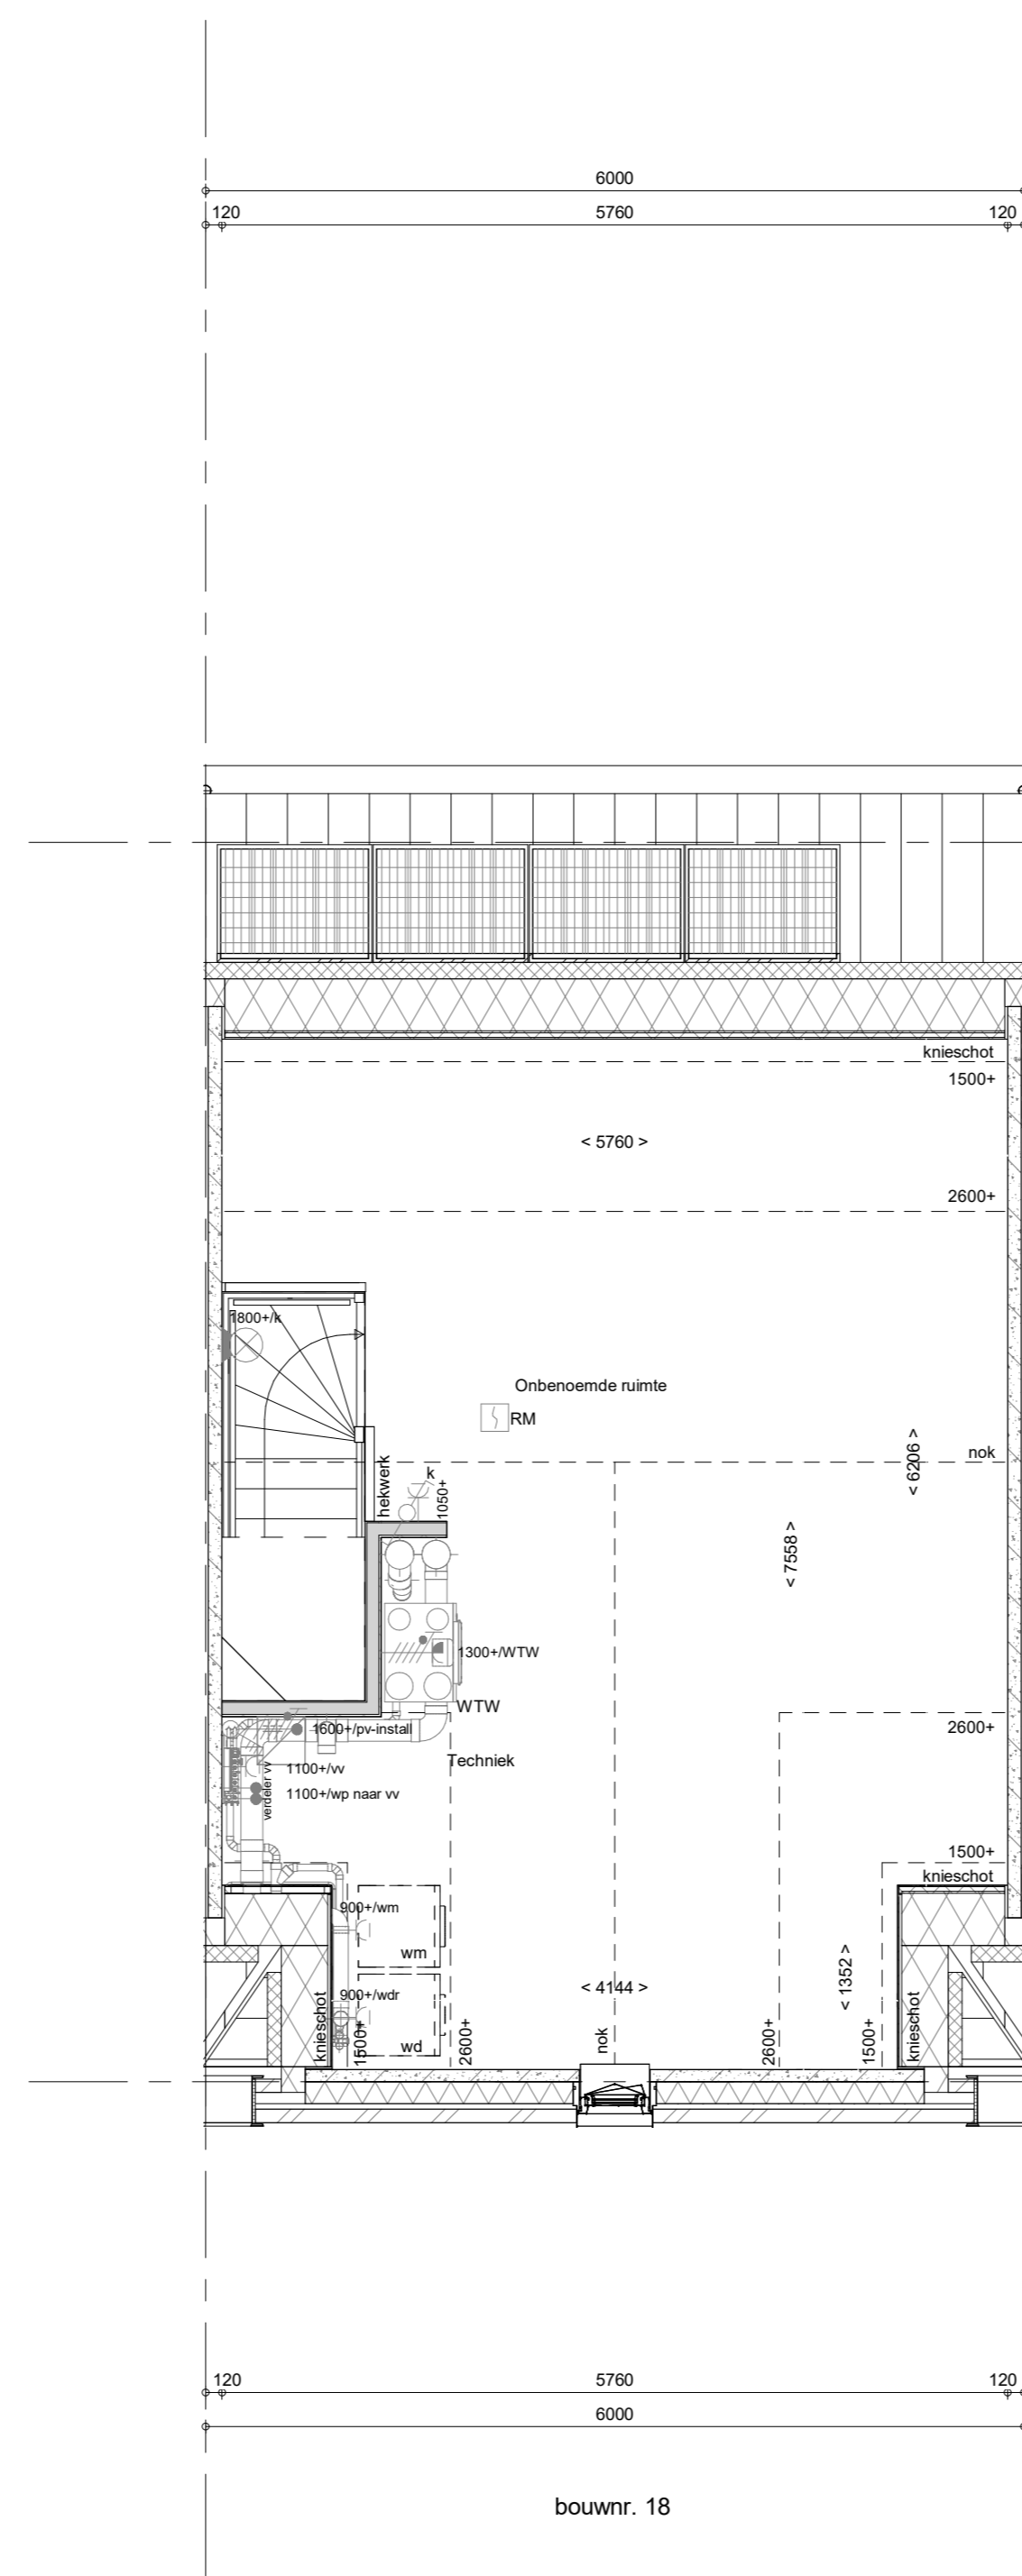 6000
120 5760 120
knieschot
1500+
< 5760 >
2600+
1800+/k
Onbenoemde ruimte
RM
nok
< 6206 >
hekwerk
k
1050+
< 7558 >
1300+/WTW
WTW
1600+/pv-install
2600+
Techniek
1100+/vv
verdeler vv
1100+/wp naar vv
1500+
knieschot
900+/wm
wm
< 1352 >
900+/wdr
< 4144 >
wd
knieschot
1500+
2600+
nok
2600+
1500+
knieschot
120 5760 120
6000
bouwnr. 18